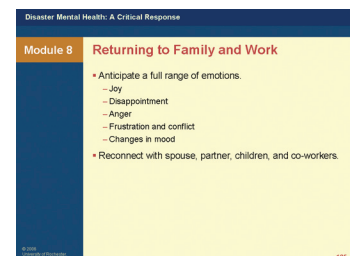 Disaster Mental Health: A Critical Response
Module 8
Returning to Family and Work
▪ Anticipate a full range of emotions.
– Joy
– Disappointment
– Anger
– Frustration and conflict
– Changes in mood
▪ Reconnect with spouse, partner, children, and co-workers.
University of Rochester